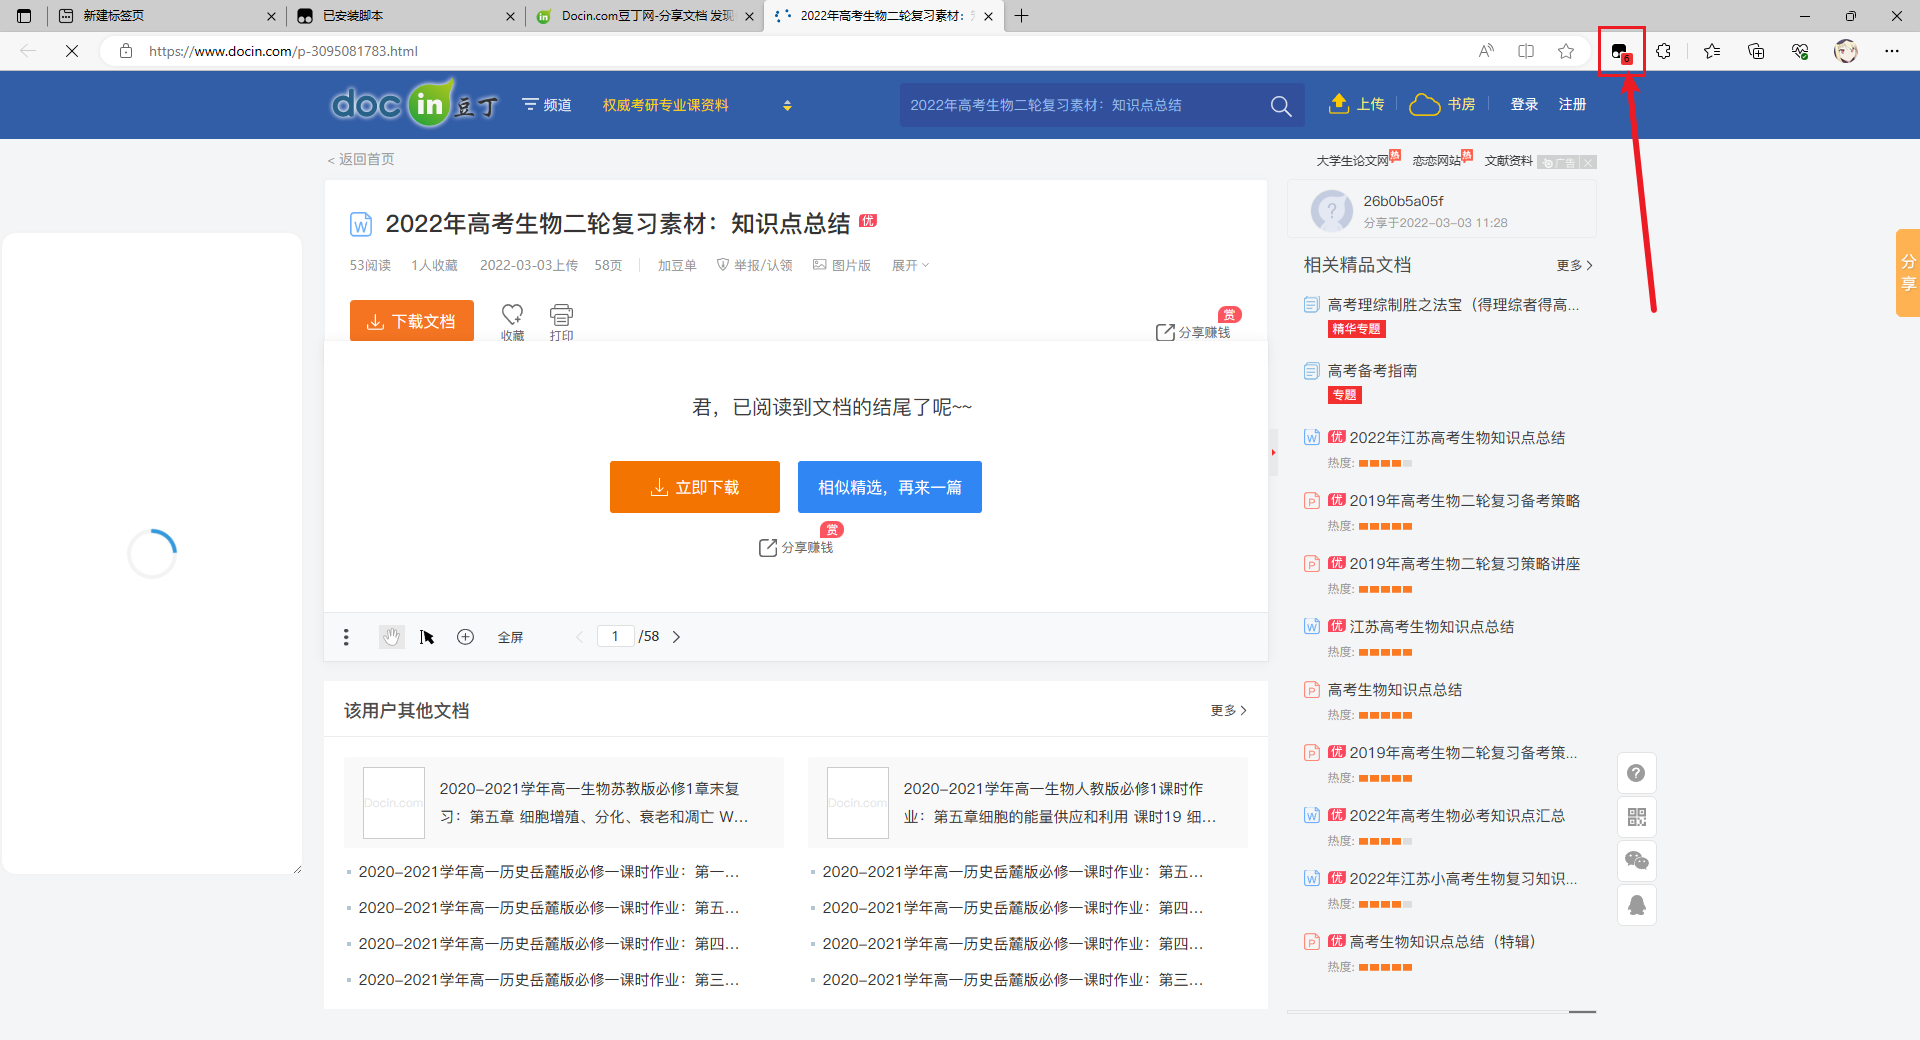 新建标签页
已安装脚本
Docin.com豆丁网-分享文档 发现
2022年高考生物二轮复习素材：
https://www.docin.com/p-3095081783.html
6
docin豆丁
频道
权威考研专业课资料
2022年高考生物二轮复习素材：知识点总结
上传
书房
登录
注册
< 返回首页
大学生论文网 热
恋恋网站 热
文献资料
广告
2022年高考生物二轮复习素材：知识点总结 优
53阅读
1人收藏
2022-03-03上传
58页
加豆单
举报/认领
图片版
展开
下载文档
收藏
打印
赏
分享赚钱
君，已阅读到文档的结尾了呢~~
立即下载
相似精选，再来一篇
赏
分享赚钱
全屏
1 /58
该用户其他文档
更多
Docin.com
2020-2021学年高一生物苏教版必修1章末复
习：第五章 细胞增殖、分化、衰老和凋亡 W...
Docin.com
2020-2021学年高一生物人教版必修1课时作
业：第五章细胞的能量供应和利用 课时19 细...
2020-2021学年高一历史岳麓版必修一课时作业：第一...
2020-2021学年高一历史岳麓版必修一课时作业：第五...
2020-2021学年高一历史岳麓版必修一课时作业：第五...
2020-2021学年高一历史岳麓版必修一课时作业：第四...
2020-2021学年高一历史岳麓版必修一课时作业：第四...
2020-2021学年高一历史岳麓版必修一课时作业：第四...
2020-2021学年高一历史岳麓版必修一课时作业：第三...
2020-2021学年高一历史岳麓版必修一课时作业：第三...
26b0b5a05f
分享于2022-03-03 11:28
相关精品文档
更多
高考理综制胜之法宝（得理综者得高...
精华专题
高考备考指南
专题
W 优 2022年江苏高考生物知识点总结
热度:
P 优 2019年高考生物二轮复习备考策略
热度:
P 优 2019年高考生物二轮复习策略讲座
热度:
W 优 江苏高考生物知识点总结
热度:
P 高考生物知识点总结
热度:
P 优 2019年高考生物二轮复习备考策...
热度:
W 优 2022年高考生物必考知识点汇总
热度:
W 优 2022年江苏小高考生物复习知识...
热度:
P 优 高考生物知识点总结（特辑）
热度:
分
享